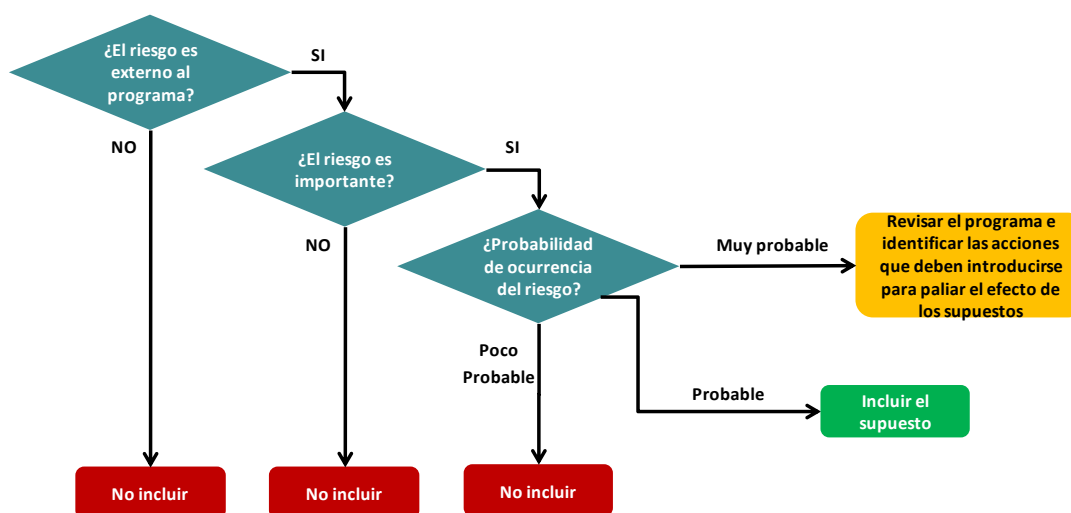 ¿El riesgo es
externo al
programa?
SI
NO
¿El riesgo es
importante?
SI
NO
¿Probabilidad
de ocurrencia
del riesgo?
Muy probable
Revisar el programa e
identificar las acciones
que deben introducirse
para paliar el efecto de
los supuestos
Poco
Probable
Probable
Incluir el
supuesto
No incluir
No incluir
No incluir